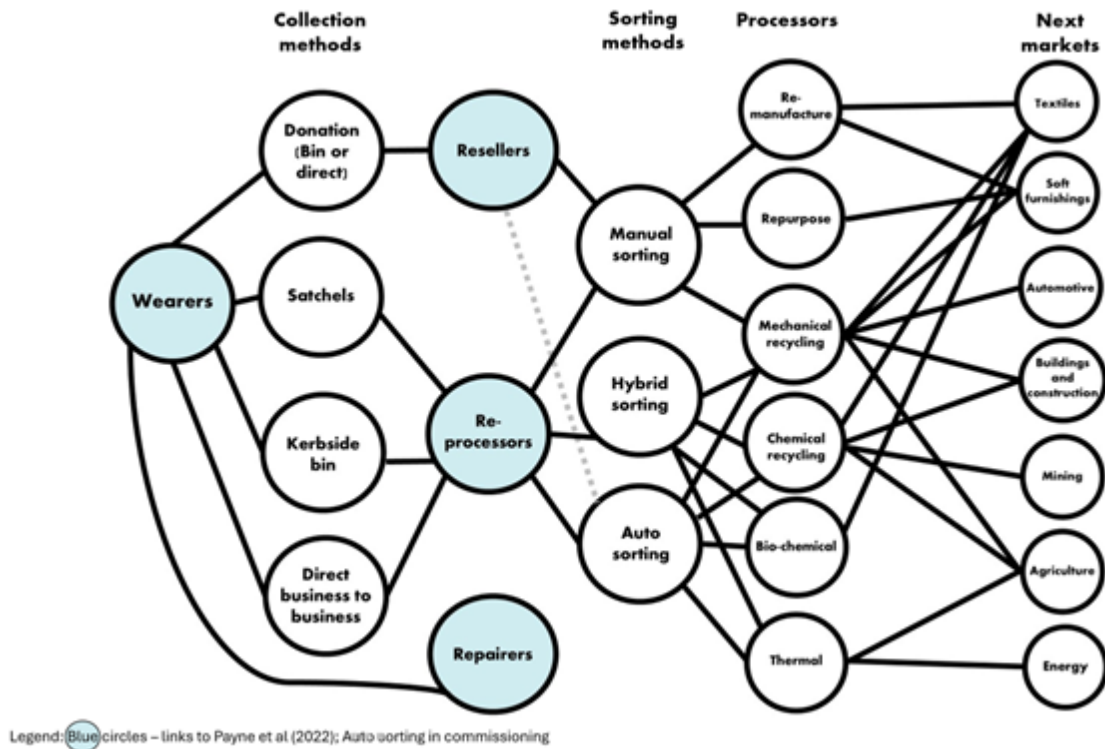 Collection
methods
Sorting
methods
Processors
Next
markets
Donation
(Bin or
direct)
Resellers
Re-
manufacture
Textiles
Soft
furnishings
Repurpose
Manual
sorting
Wearers
Satchels
Automotive
Mechanical
recycling
Buildings
and
construction
Hybrid
sorting
Re-
processors
Kerbside
bin
Chemical
recycling
Mining
Auto
sorting
Bio-chemical
Agriculture
Direct
business to
business
Repairers
Thermal
Energy
Legend: Blue circles – links to Payne et al (2022); Auto sorting in commissioning